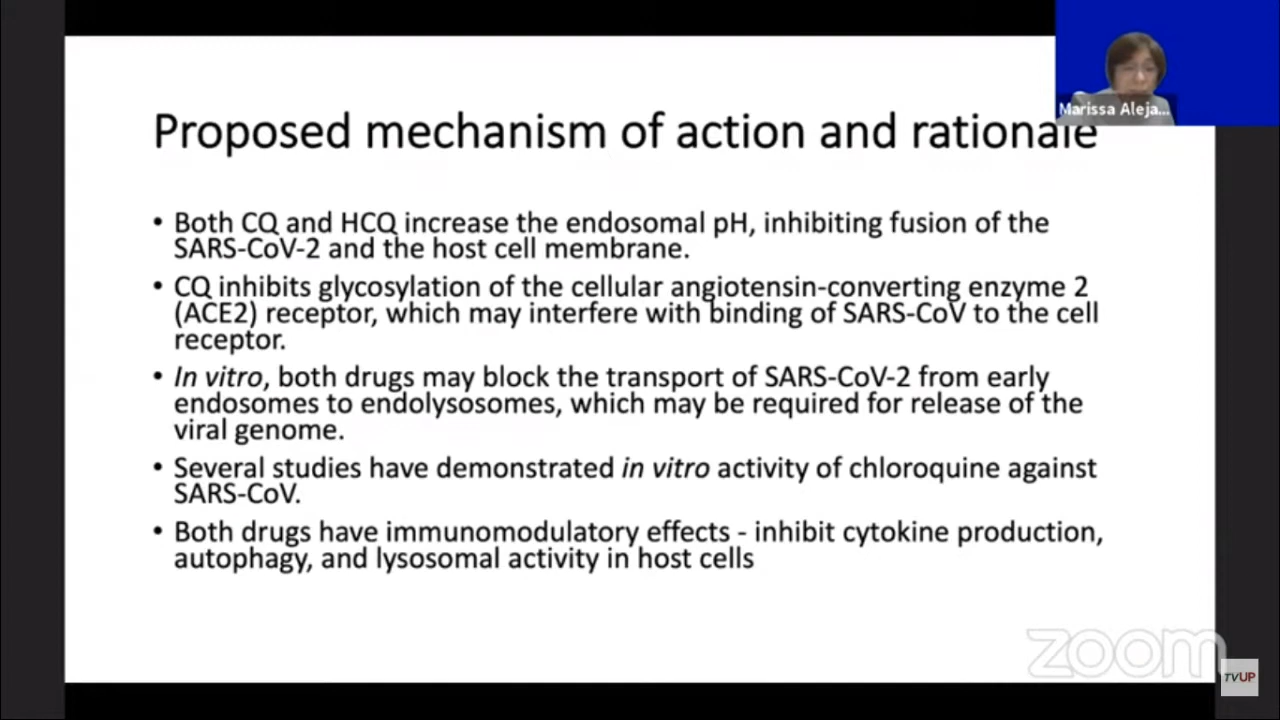 Marissa Aleja...
Proposed mechanism of action and rationale
• Both CQ and HCQ increase the endosomal pH, inhibiting fusion of the
SARS-CoV-2 and the host cell membrane.
• CQ inhibits glycosylation of the cellular angiotensin-converting enzyme 2
(ACE2) receptor, which may interfere with binding of SARS-CoV to the cell
receptor.
• In vitro, both drugs may block the transport of SARS-CoV-2 from early
endosomes to endolysosomes, which may be required for release of the
viral genome.
• Several studies have demonstrated in vitro activity of chloroquine against
SARS-CoV.
• Both drugs have immunomodulatory effects - inhibit cytokine production,
autophagy, and lysosomal activity in host cells
zoom
TVUP